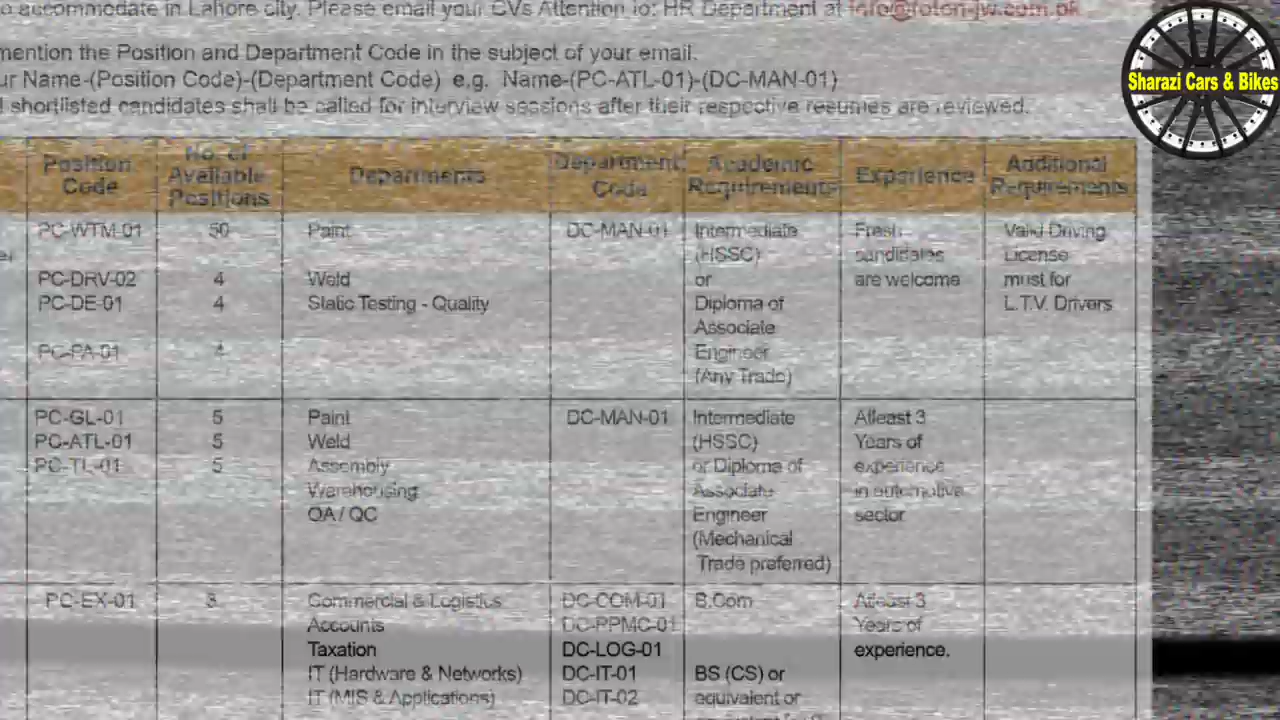 o accommodate in Lahore city. Please email your CVs Attention to: HR Department at info@foton-jw.com.pk
mention the Position and Department Code in the subject of your email.
ur Name-(Position Code)-(Department Code) e.g. Name-(PC-ATL-01)-(DC-MAN-01)
shortlisted candidates shall be called for interview sessions after their respective resumes are reviewed.
Sharazi Cars & Bikes
Position Code
No. of Available Positions
Departments
Department Code
Academic Requirements
Experience
Additional Requirements
PC-WTM-01 50 Paint DC-MAN-01 Intermediate Fresh Valid Driving
(HSSC) candidates License
PC-DRV-02 4 Weld or are welcome must for
PC-DE-01 4 Static Testing - Quality Diploma of L.T.V. Drivers
Associate
PC-PA-01 4 Engineer
(Any Trade)
PC-GL-01 5 Paint DC-MAN-01 Intermediate Atleast 3
PC-ATL-01 5 Weld (HSSC) Years of
PC-TL-01 5 Assembly or Diploma of experience
Warehousing Associate in automotive
QA / QC Engineer sector
(Mechanical
Trade preferred)
PC-EX-01 3 Commercial & Logistics DC-COM-01 B.Com Atleast 3
Accounts DC-PPMC-01 Years of
Taxation DC-LOG-01 experience.
IT (Hardware & Networks) DC-IT-01 BS (CS) or
IT (MIS & Applications) DC-IT-02 equivalent or